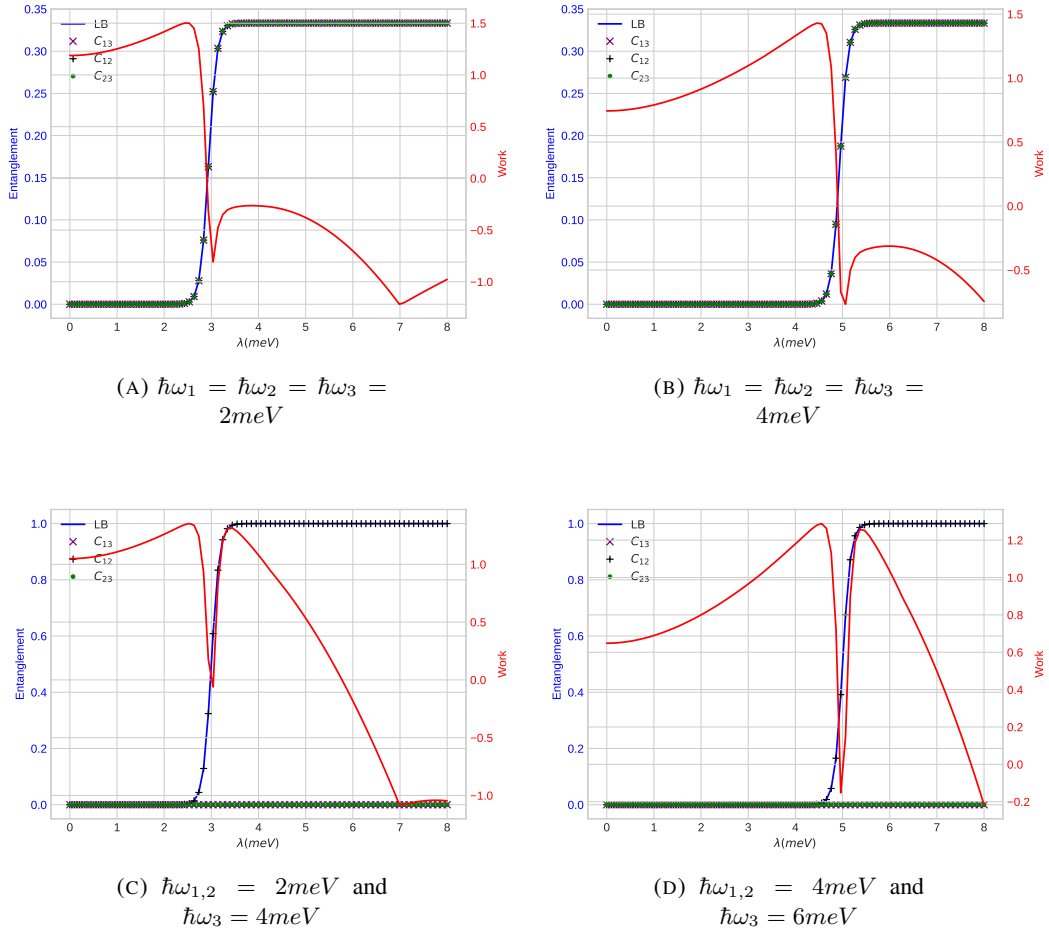 0.35
0.30
0.25
0.20
0.15
0.10
0.05
0.00
Entanglement
LB
C13
C12
C23
1.5
1.0
0.5
0.0
−0.5
−1.0
Work
0 1 2 3 4 5 6 7 8
λ(meV)
(A) ℏω1 = ℏω2 = ℏω3 =
2meV
0.35
0.30
0.25
0.20
0.15
0.10
0.05
0.00
Entanglement
LB
C13
C12
C23
1.5
1.0
0.5
0.0
−0.5
Work
0 1 2 3 4 5 6 7 8
λ(meV)
(B) ℏω1 = ℏω2 = ℏω3 =
4meV
1.0
0.8
0.6
0.4
0.2
0.0
Entanglement
LB
C13
C12
C23
1.0
0.5
0.0
−0.5
−1.0
Work
0 1 2 3 4 5 6 7 8
λ(meV)
(C) ℏω1,2 = 2meV and
ℏω3 = 4meV
1.0
0.8
0.6
0.4
0.2
0.0
Entanglement
LB
C13
C12
C23
1.2
1.0
0.8
0.6
0.4
0.2
0.0
−0.2
Work
0 1 2 3 4 5 6 7 8
λ(meV)
(D) ℏω1,2 = 4meV and
ℏω3 = 6meV